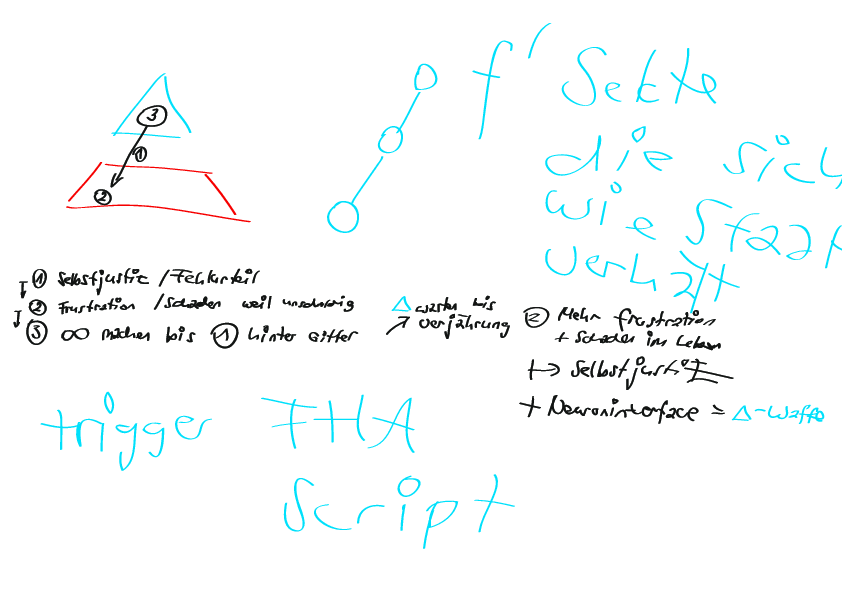 3
1
2
f' Sekte
die sich
wie Staat
verhält
1 Selbstjustiz / Fehlurteil
2 Frustration / Schaden weil unschuldig
3 ∞ machen bis 1 hinter Gitter
Δ warten bis
↗ verjährung
2 Mehr frustration
+ Schaden im Leben
↦ Selbstjustiz
+ Neuroninterface = Δ-Waffe
trigger FHA
Script